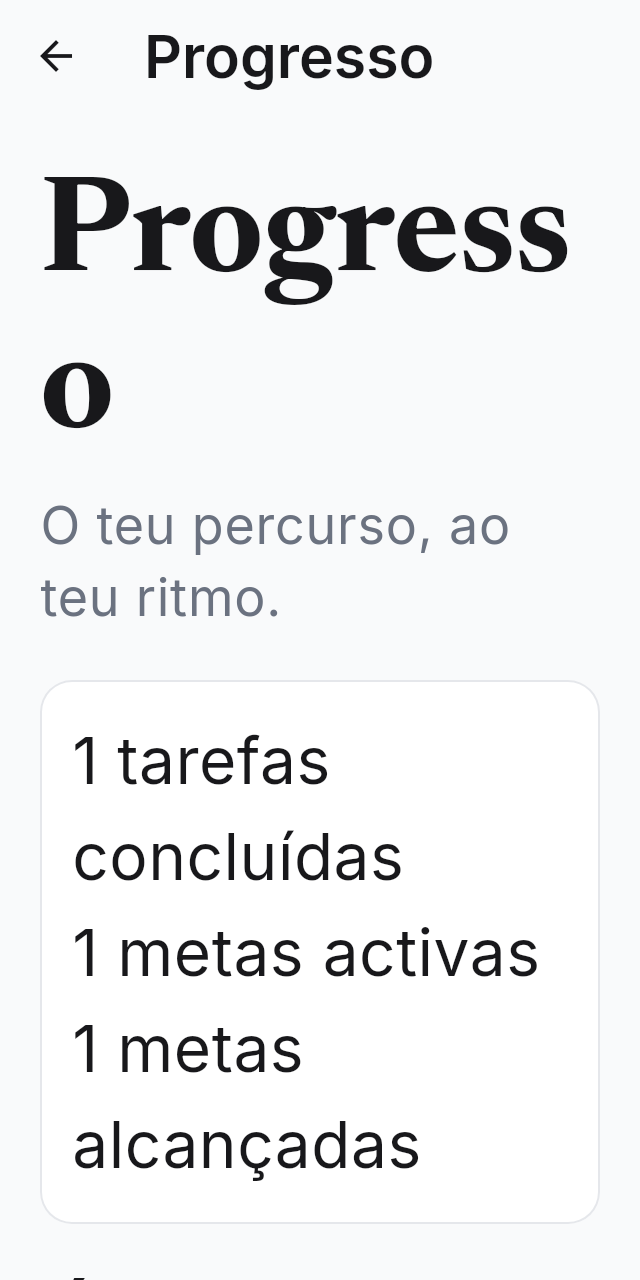 Progresso
Progress
o
O teu percurso, ao
teu ritmo.
1 tarefas
concluídas
1 metas activas
1 metas
alcançadas